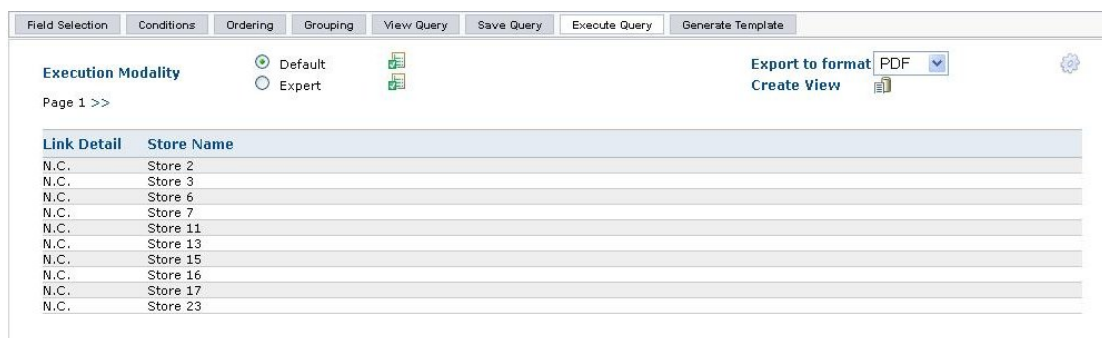 Field Selection Conditions Ordering Grouping View Query Save Query Execute Query Generate Template
Execution Modality
Default
Expert
Export to format PDF
Create View
Page 1 >>
Link Detail Store Name
N.C. Store 2
N.C. Store 3
N.C. Store 6
N.C. Store 7
N.C. Store 11
N.C. Store 13
N.C. Store 15
N.C. Store 16
N.C. Store 17
N.C. Store 23